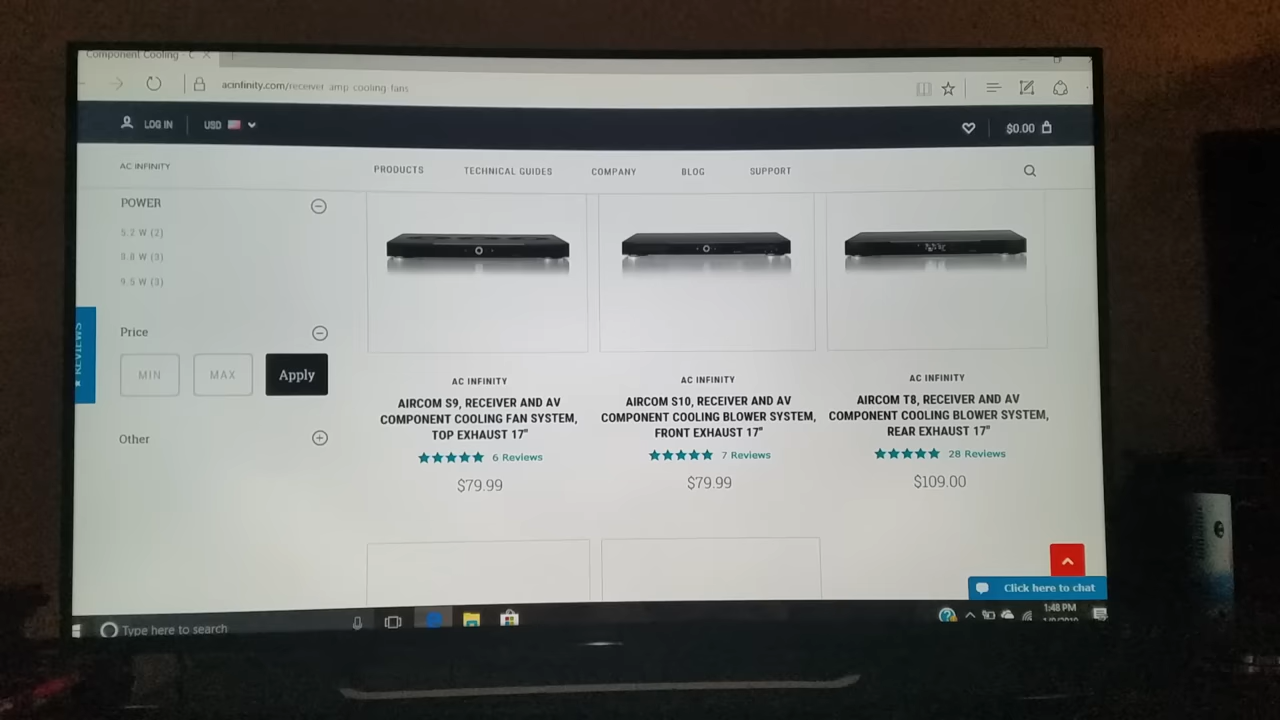 Component Cooling - C
acinfinity.com/receiver amp cooling fans
LOG IN
USD
$0.00
AC INFINITY
PRODUCTS
TECHNICAL GUIDES
COMPANY
BLOG
SUPPORT
POWER
5.2 W (2)
8.8 W (3)
9.5 W (3)
REVIEWS
Price
MIN
MAX
Apply
Other
AC INFINITY
AIRCOM S9, RECEIVER AND AV
COMPONENT COOLING FAN SYSTEM,
TOP EXHAUST 17"
6 Reviews
$79.99
AC INFINITY
AIRCOM S10, RECEIVER AND AV
COMPONENT COOLING BLOWER SYSTEM,
FRONT EXHAUST 17"
7 Reviews
$79.99
AC INFINITY
AIRCOM T8, RECEIVER AND AV
COMPONENT COOLING BLOWER SYSTEM,
REAR EXHAUST 17"
28 Reviews
$109.00
Click here to chat
Type here to search
1:48 PM